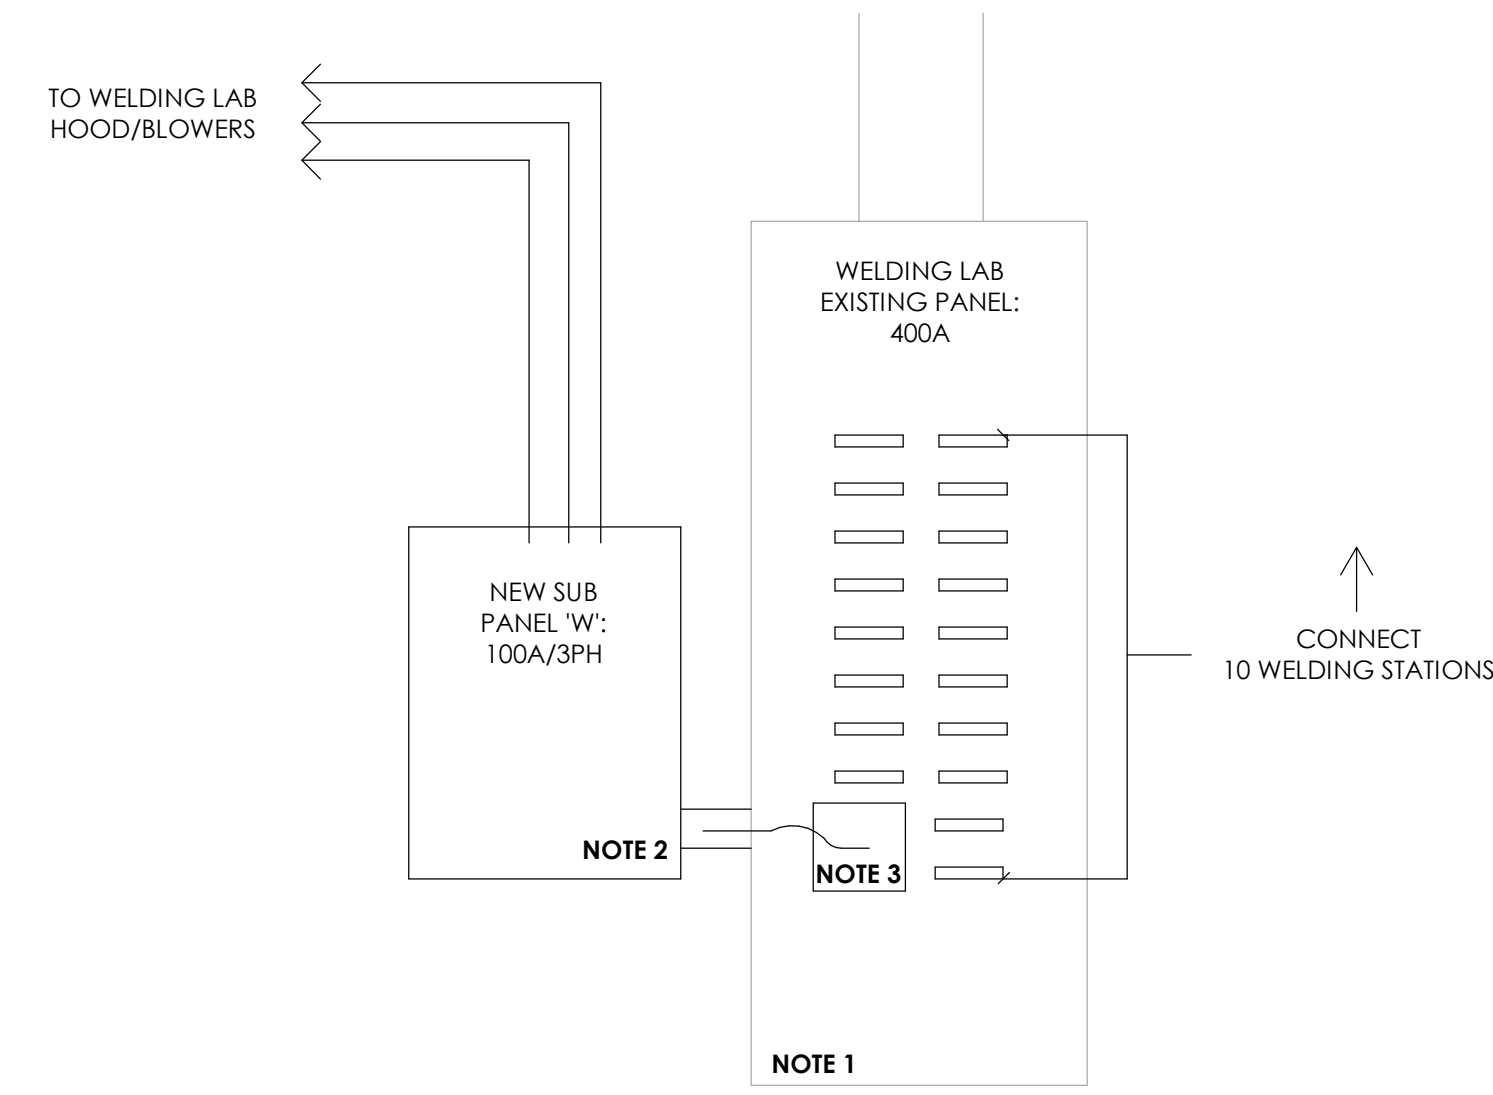 TO WELDING LAB
HOOD/BLOWERS
WELDING LAB
EXISTING PANEL:
400A
NEW SUB
PANEL 'W':
100A/3PH
CONNECT
10 WELDING STATIONS
NOTE 2
NOTE 3
NOTE 1